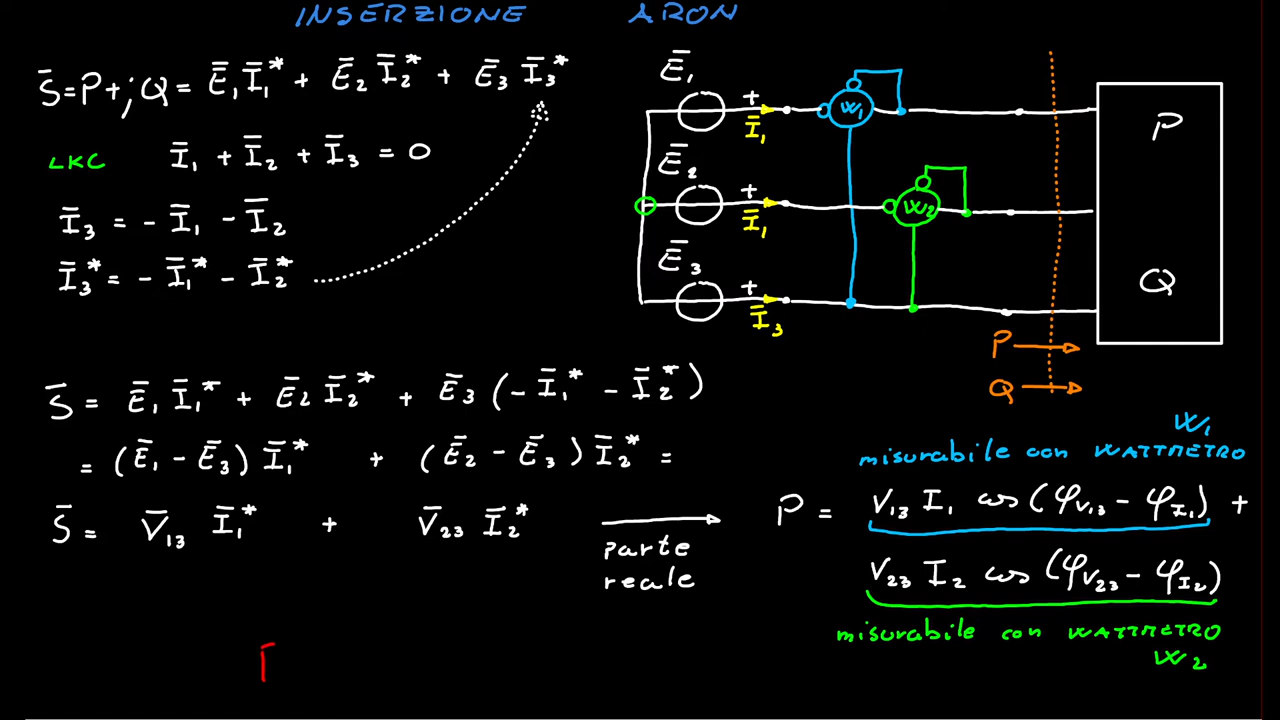 INSERZIONE ARON
S̄=P+jQ = Ē₁Ī₁* + Ē₂Ī₂* + Ē₃Ī₃*
LKC Ī₁ + Ī₂ + Ī₃ = 0
Ī₃ = - Ī₁ - Ī₂
Ī₃* = - Ī₁* - Ī₂*
S̄ = Ē₁Ī₁* + Ē₂Ī₂* + Ē₃(-Ī₁* - Ī₂*)
= (Ē₁ - Ē₃)Ī₁* + (Ē₂ - Ē₃)Ī₂* =
S̄ = V̄₁₃ Ī₁* + V̄₂₃ Ī₂*
parte
reale
Ē₁
+
Ī₁
W₁
Ē₂
+
Ī₁
W₂
Ē₃
+
Ī₃
P
Q
P
Q
W₁
misurabile con WATTMETRO
P = V₁₃ I₁ cos(φV₁₃ - φI₁) +
V₂₃ I₂ cos(φV₂₃ - φI₂)
misurabile con WATTMETRO
W₂